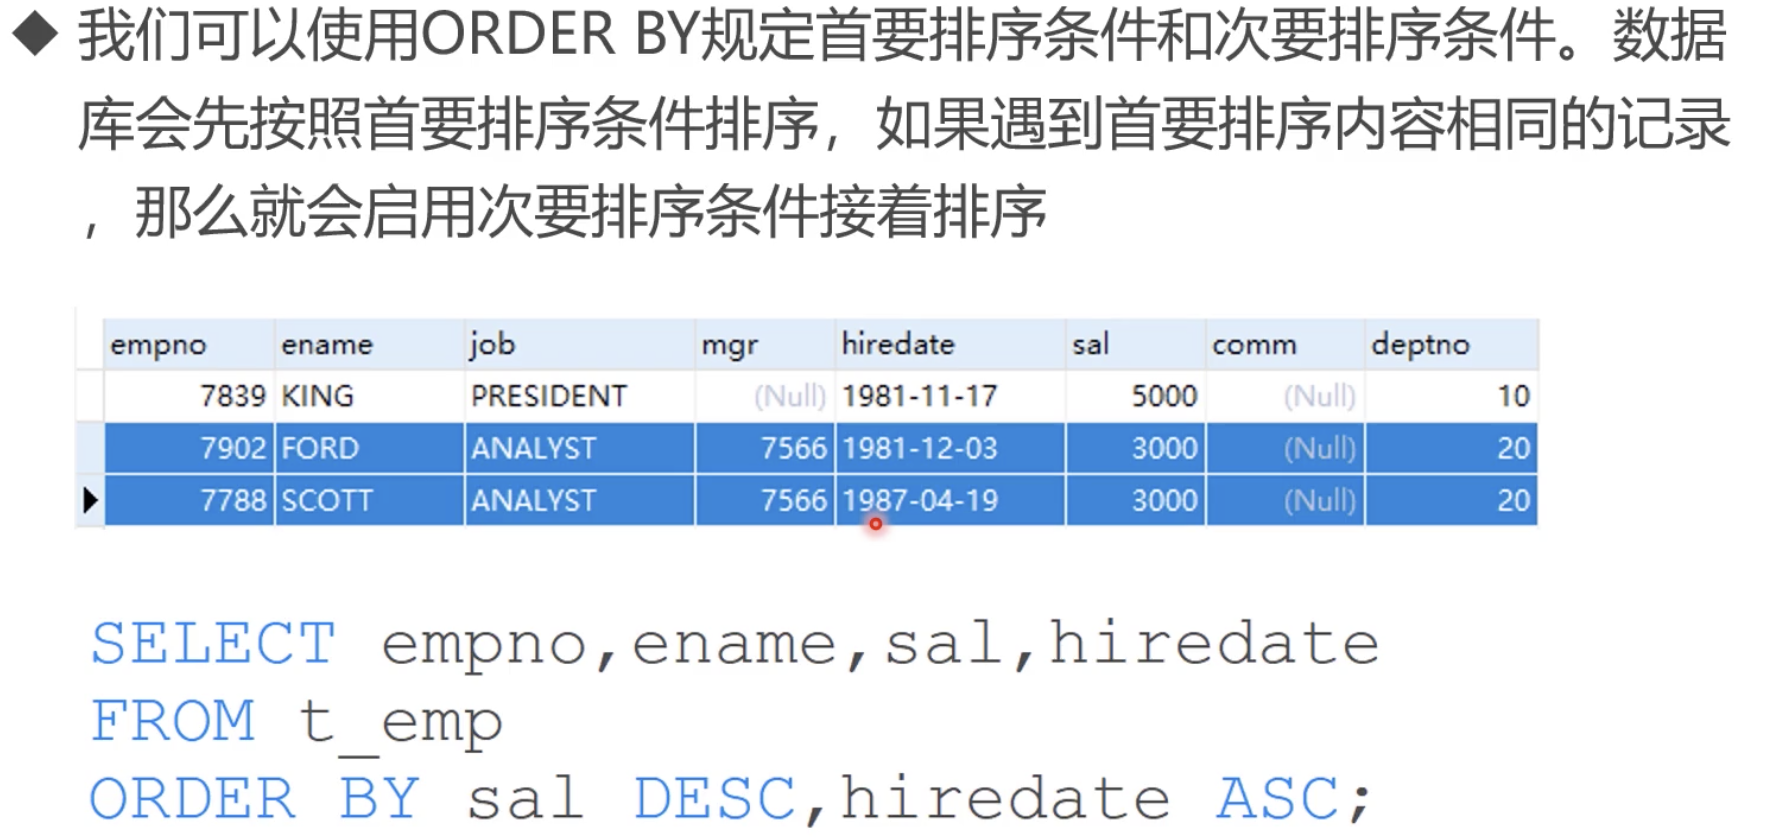 ◆ 我们可以使用ORDER BY规定首要排序条件和次要排序条件。数据
库会先按照首要排序条件排序，如果遇到首要排序内容相同的记录
，那么就会启用次要排序条件接着排序
empno ename job mgr hiredate sal comm deptno
7839 KING PRESIDENT (Null) 1981-11-17 5000 (Null) 10
7902 FORD ANALYST 7566 1981-12-03 3000 (Null) 20
7788 SCOTT ANALYST 7566 1987-04-19 3000 (Null) 20
SELECT empno,ename,sal,hiredate
FROM t_emp
ORDER BY sal DESC,hiredate ASC;